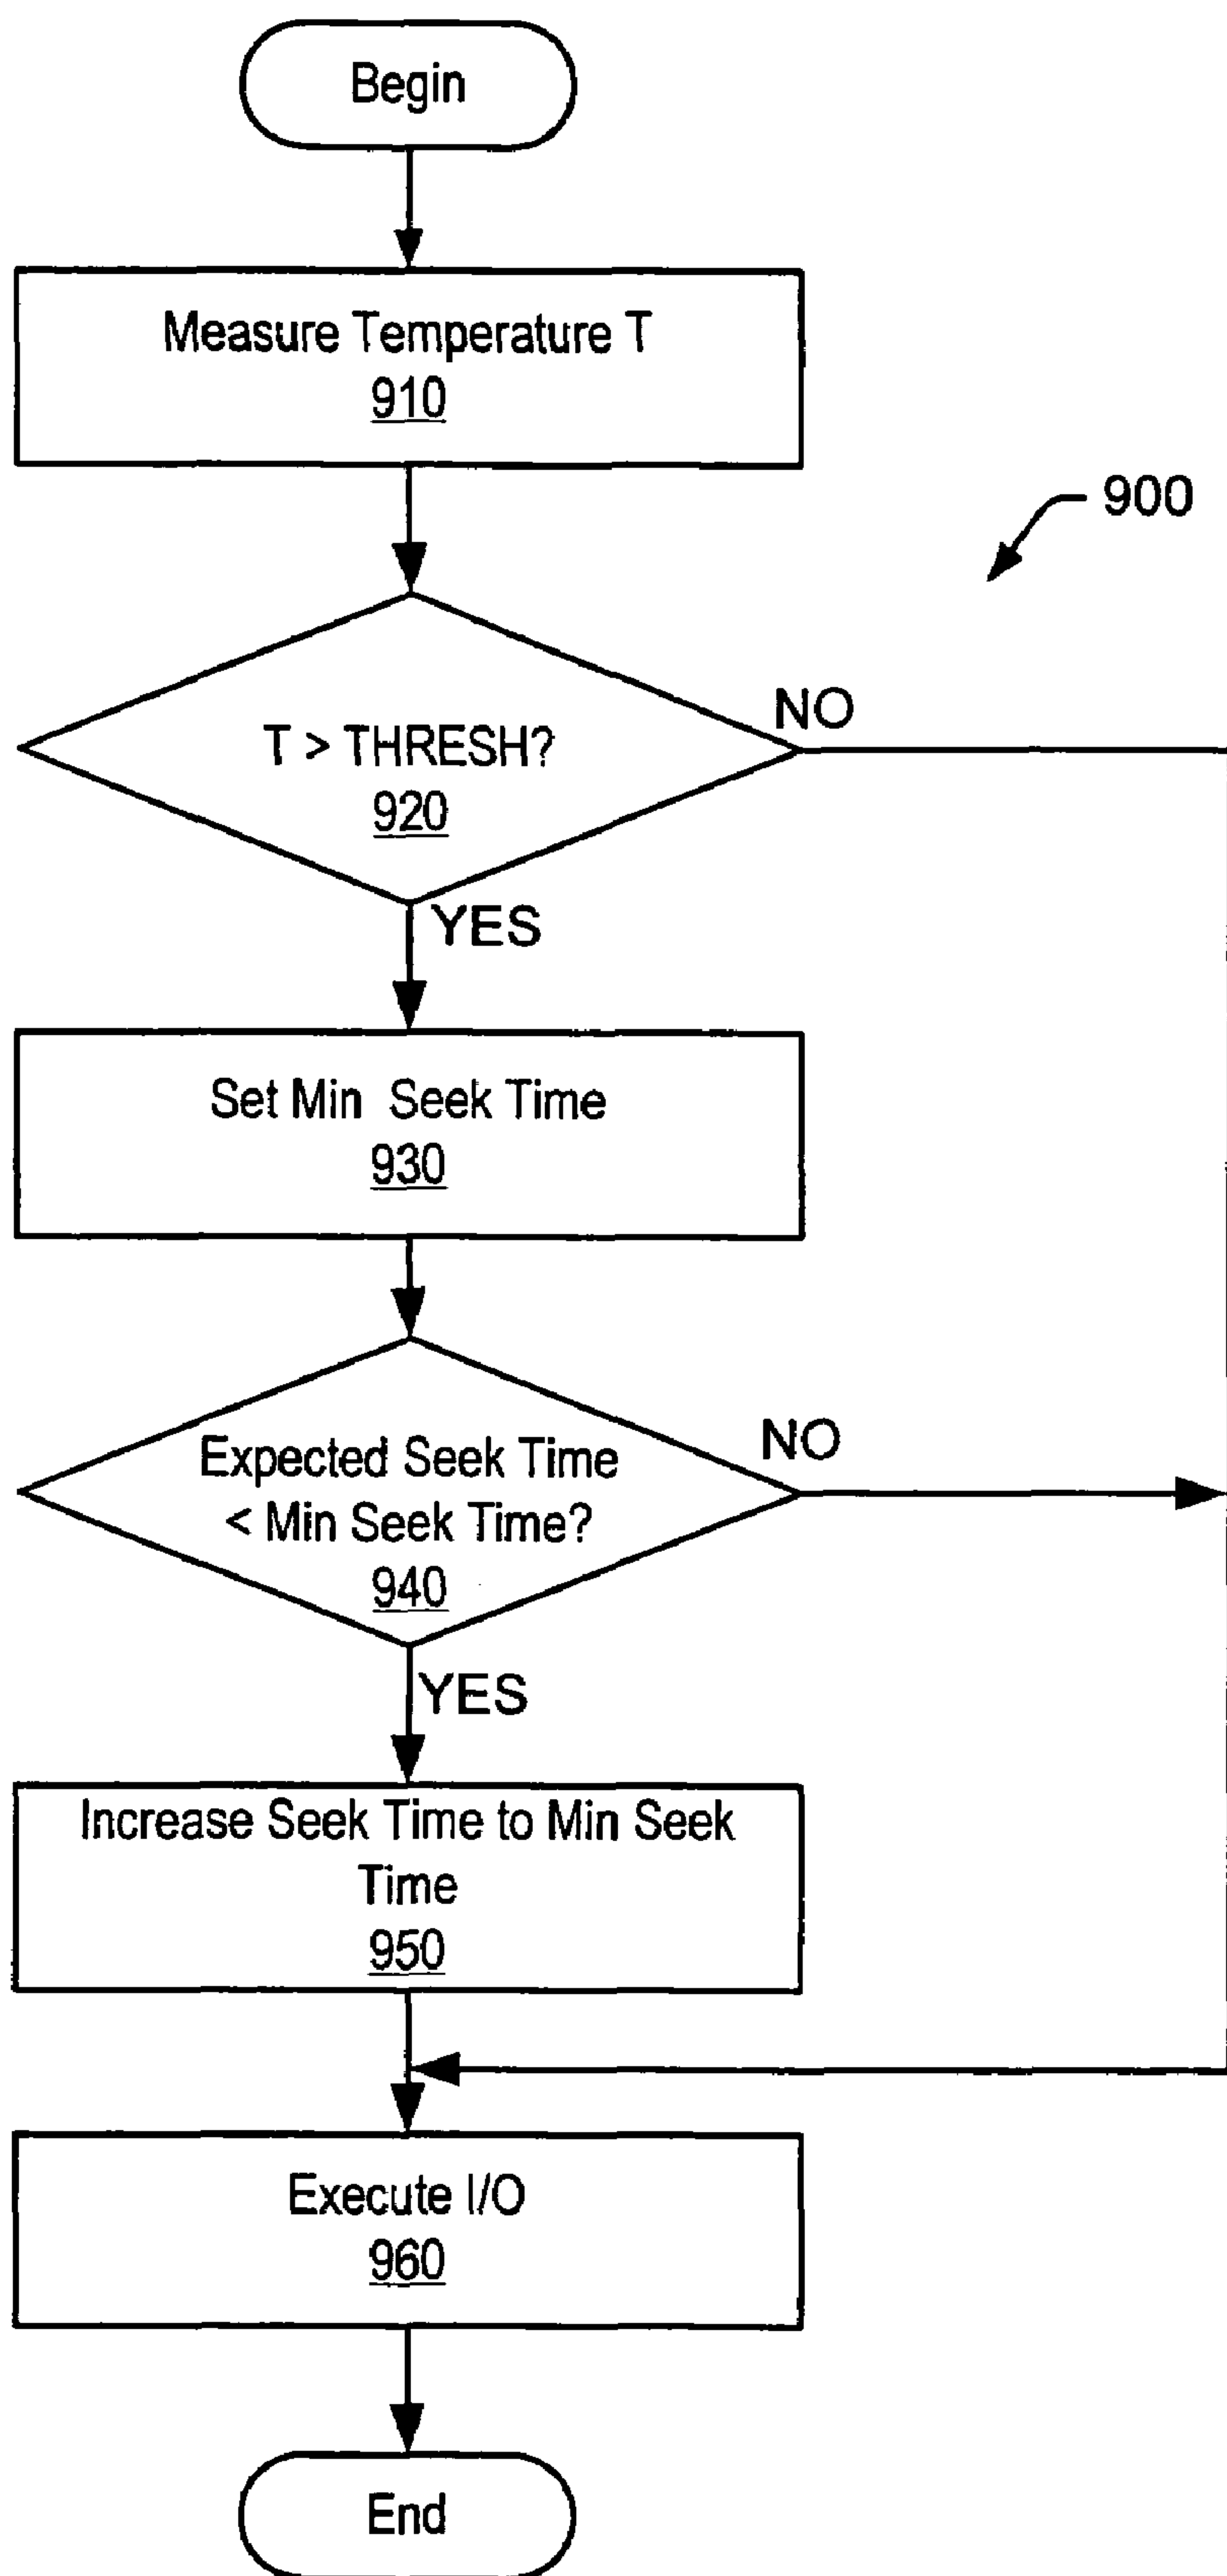 Begin
Measure Temperature T
910
900
T > THRESH?
920
NO
YES
Set Min Seek Time
930
Expected Seek Time
< Min Seek Time?
940
NO
YES
Increase Seek Time to Min Seek
Time
950
Execute I/O
960
End